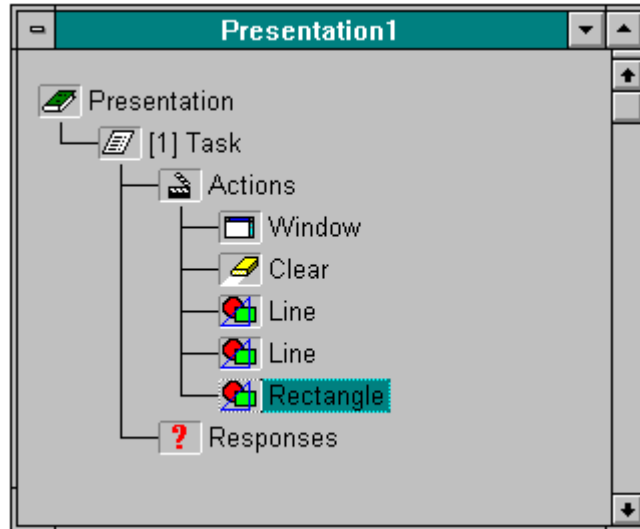 Presentation1
Presentation
[1] Task
Actions
Window
Clear
Line
Line
Rectangle
? Responses